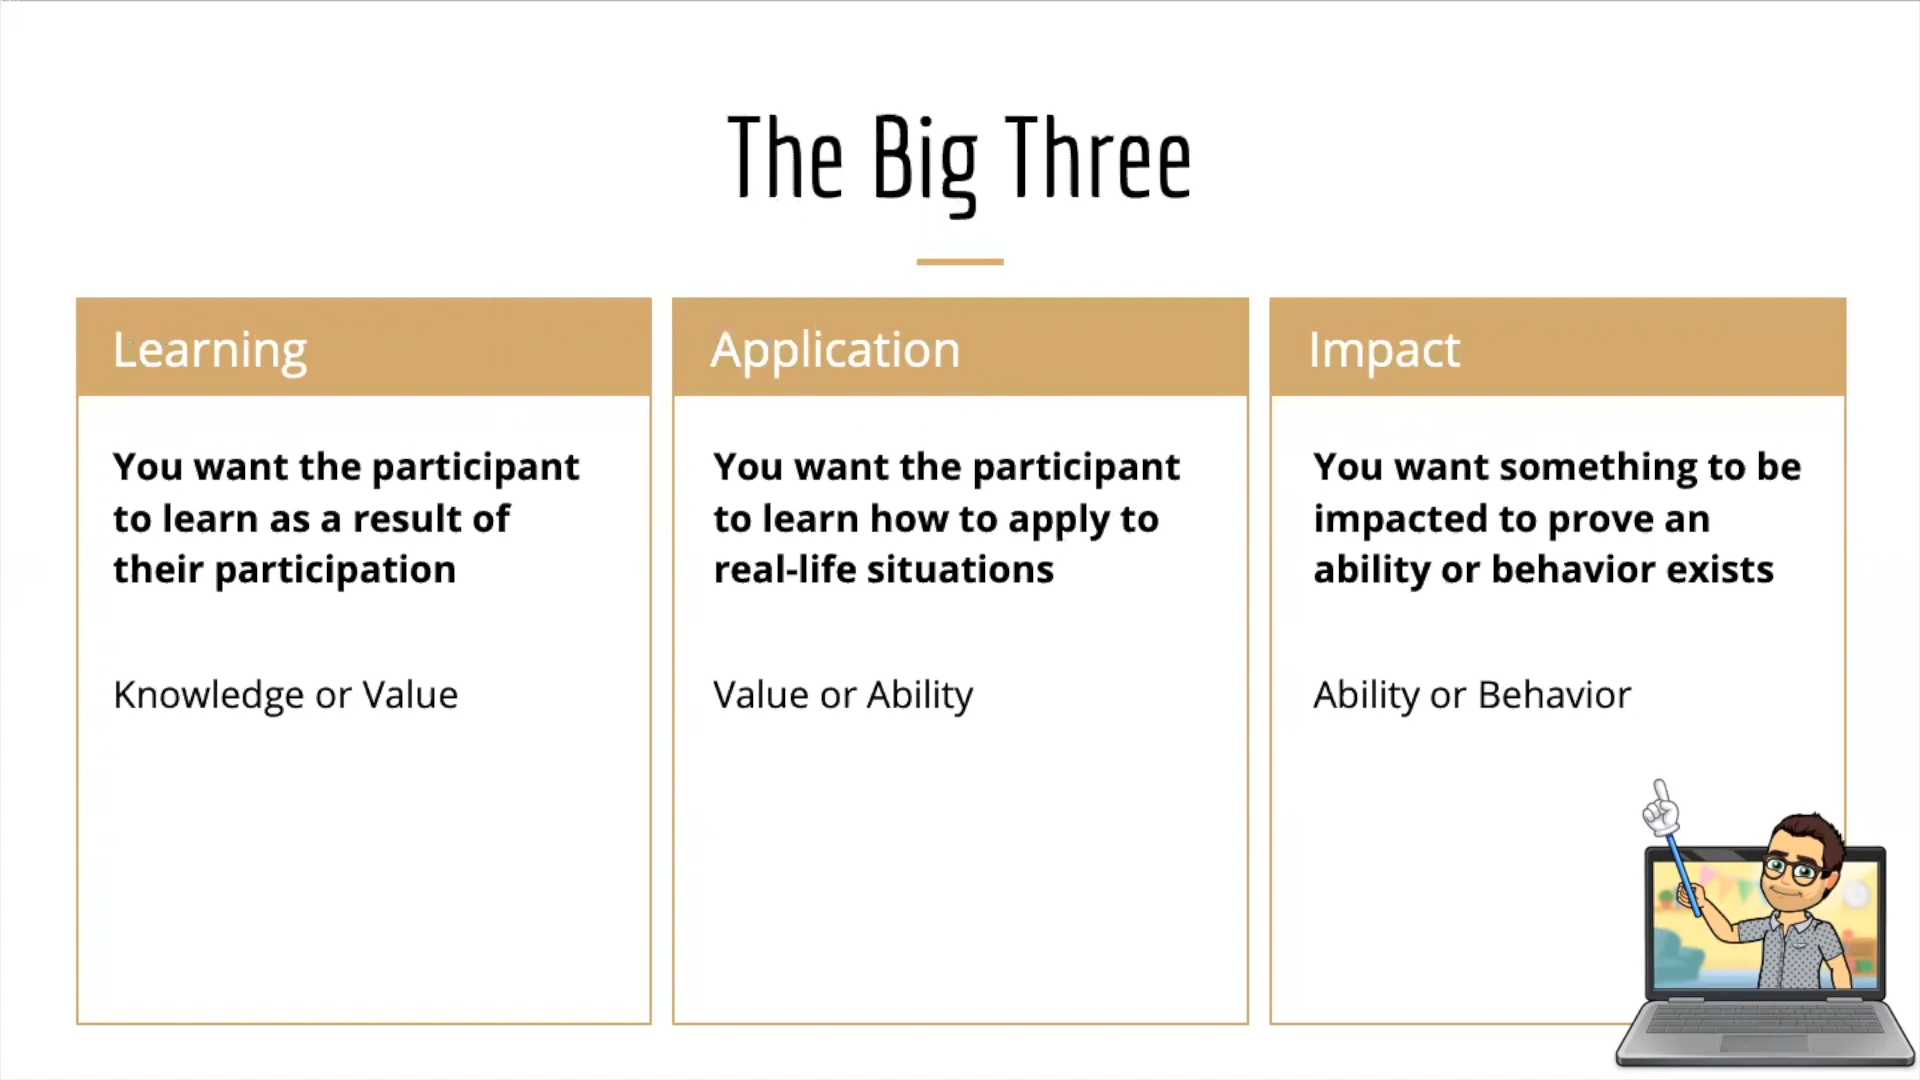 The Big Three
Learning
You want the participant
to learn as a result of
their participation
Knowledge or Value
Application
You want the participant
to learn how to apply to
real-life situations
Value or Ability
Impact
You want something to be
impacted to prove an
ability or behavior exists
Ability or Behavior